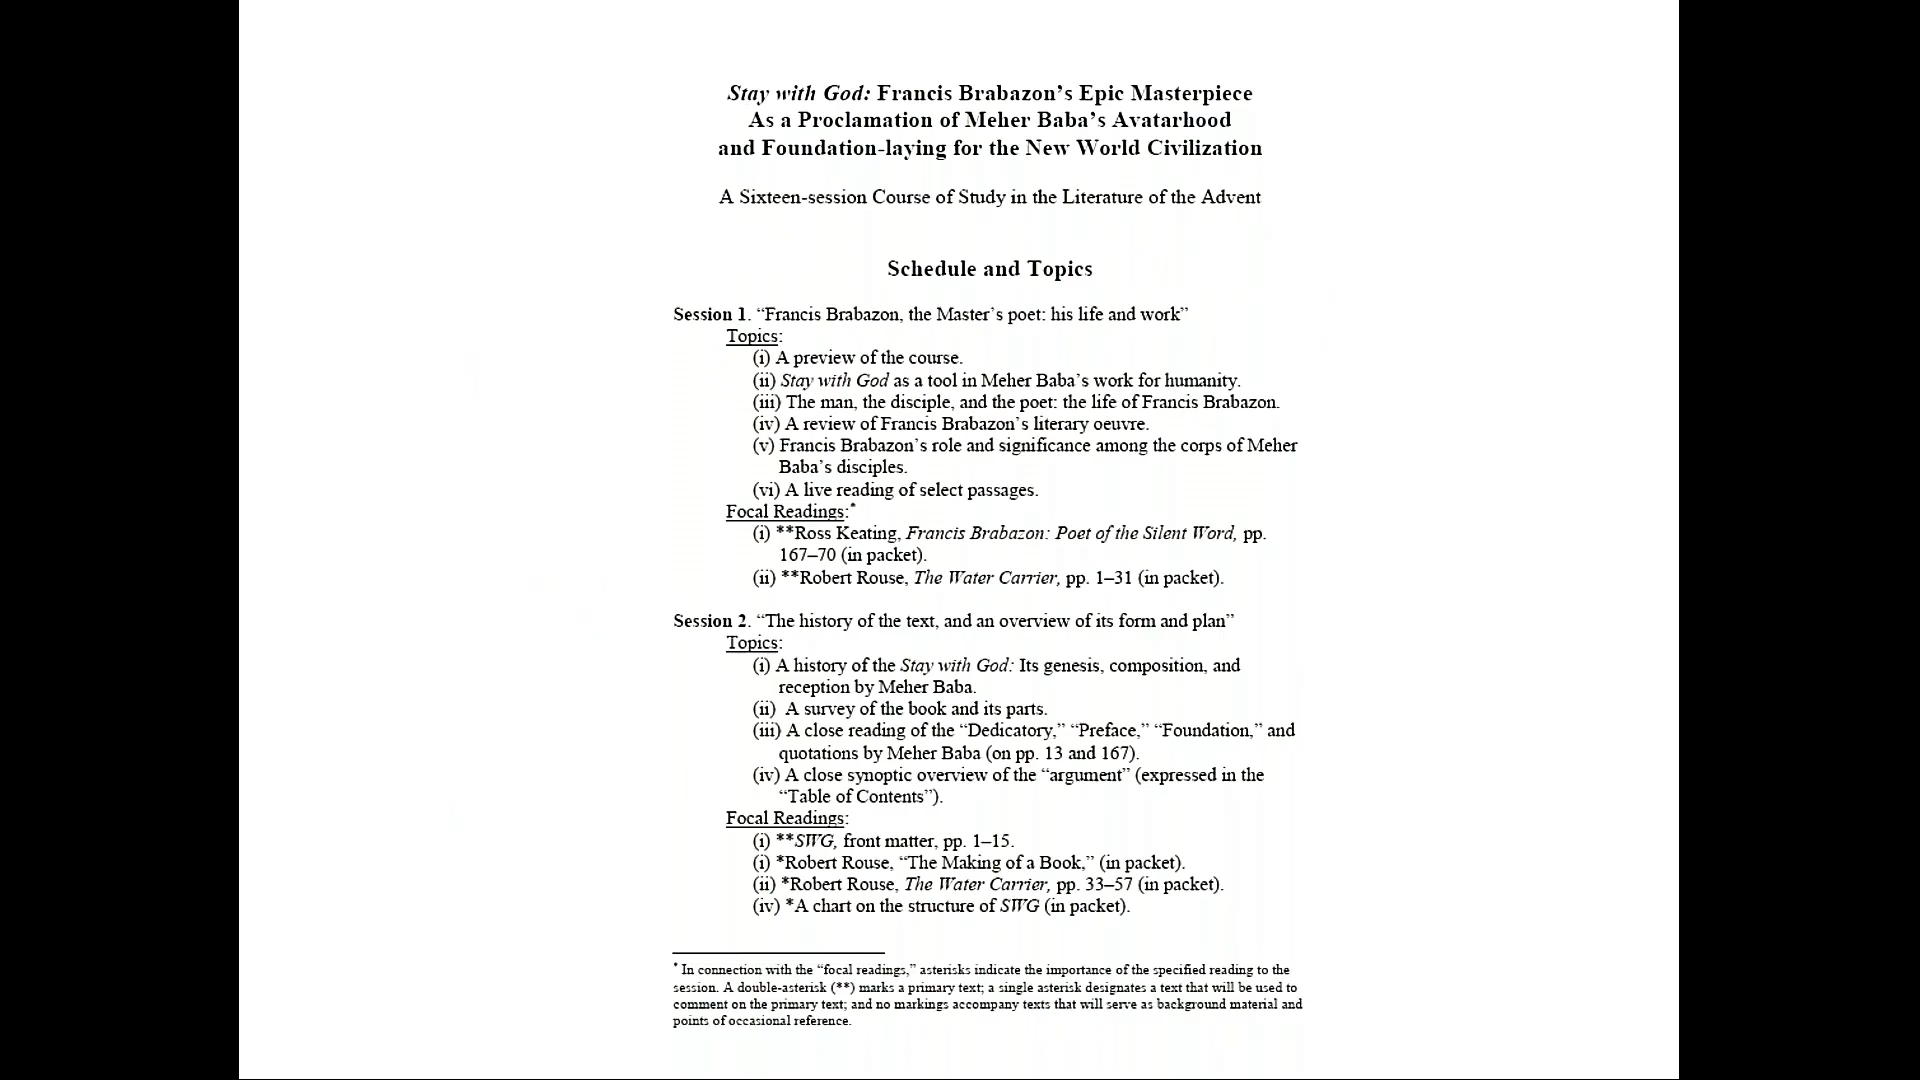 Stay with God: Francis Brabazon’s Epic Masterpiece
As a Proclamation of Meher Baba’s Avatarhood
and Foundation-laying for the New World Civilization
A Sixteen-session Course of Study in the Literature of the Advent
Schedule and Topics
Session 1. “Francis Brabazon, the Master’s poet: his life and work”
Topics:
(i) A preview of the course.
(ii) Stay with God as a tool in Meher Baba’s work for humanity.
(iii) The man, the disciple, and the poet: the life of Francis Brabazon.
(iv) A review of Francis Brabazon’s literary oeuvre.
(v) Francis Brabazon’s role and significance among the corps of Meher
Baba’s disciples.
(vi) A live reading of select passages.
Focal Readings:*
(i) **Ross Keating, Francis Brabazon: Poet of the Silent Word, pp.
167–70 (in packet).
(ii) **Robert Rouse, The Water Carrier, pp. 1–31 (in packet).
Session 2. “The history of the text, and an overview of its form and plan”
Topics:
(i) A history of the Stay with God: Its genesis, composition, and
reception by Meher Baba.
(ii) A survey of the book and its parts.
(iii) A close reading of the “Dedicatory,” “Preface,” “Foundation,” and
quotations by Meher Baba (on pp. 13 and 167).
(iv) A close synoptic overview of the “argument” (expressed in the
“Table of Contents”).
Focal Readings:
(i) **SWG, front matter, pp. 1–15.
(i) *Robert Rouse, “The Making of a Book,” (in packet).
(ii) *Robert Rouse, The Water Carrier, pp. 33–57 (in packet).
(iv) *A chart on the structure of SWG (in packet).
* In connection with the “focal readings,” asterisks indicate the importance of the specified reading to the
session. A double-asterisk (**) marks a primary text; a single asterisk designates a text that will be used to
comment on the primary text; and no markings accompany texts that will serve as background material and
points of occasional reference.